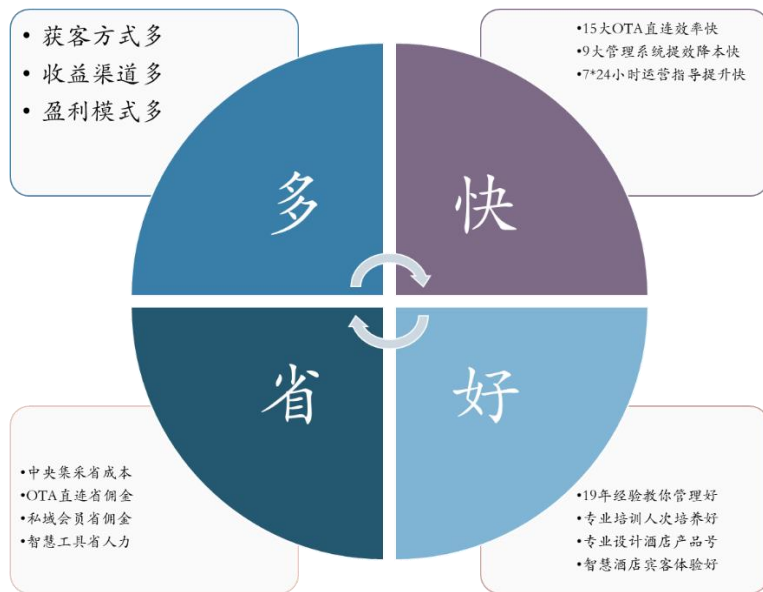 • 获客方式多
• 收益渠道多
• 盈利模式多
•15大OTA直连效率快
•9大管理系统提效降本快
•7*24小时运营指导提升快
多
快
省
好
•中央集采省成本
•OTA直连省佣金
•私域会员省佣金
•智慧工具省人力
•19年经验教你管理好
•专业培训人次培养好
•专业设计酒店产品号
•智慧酒店宾客体验好